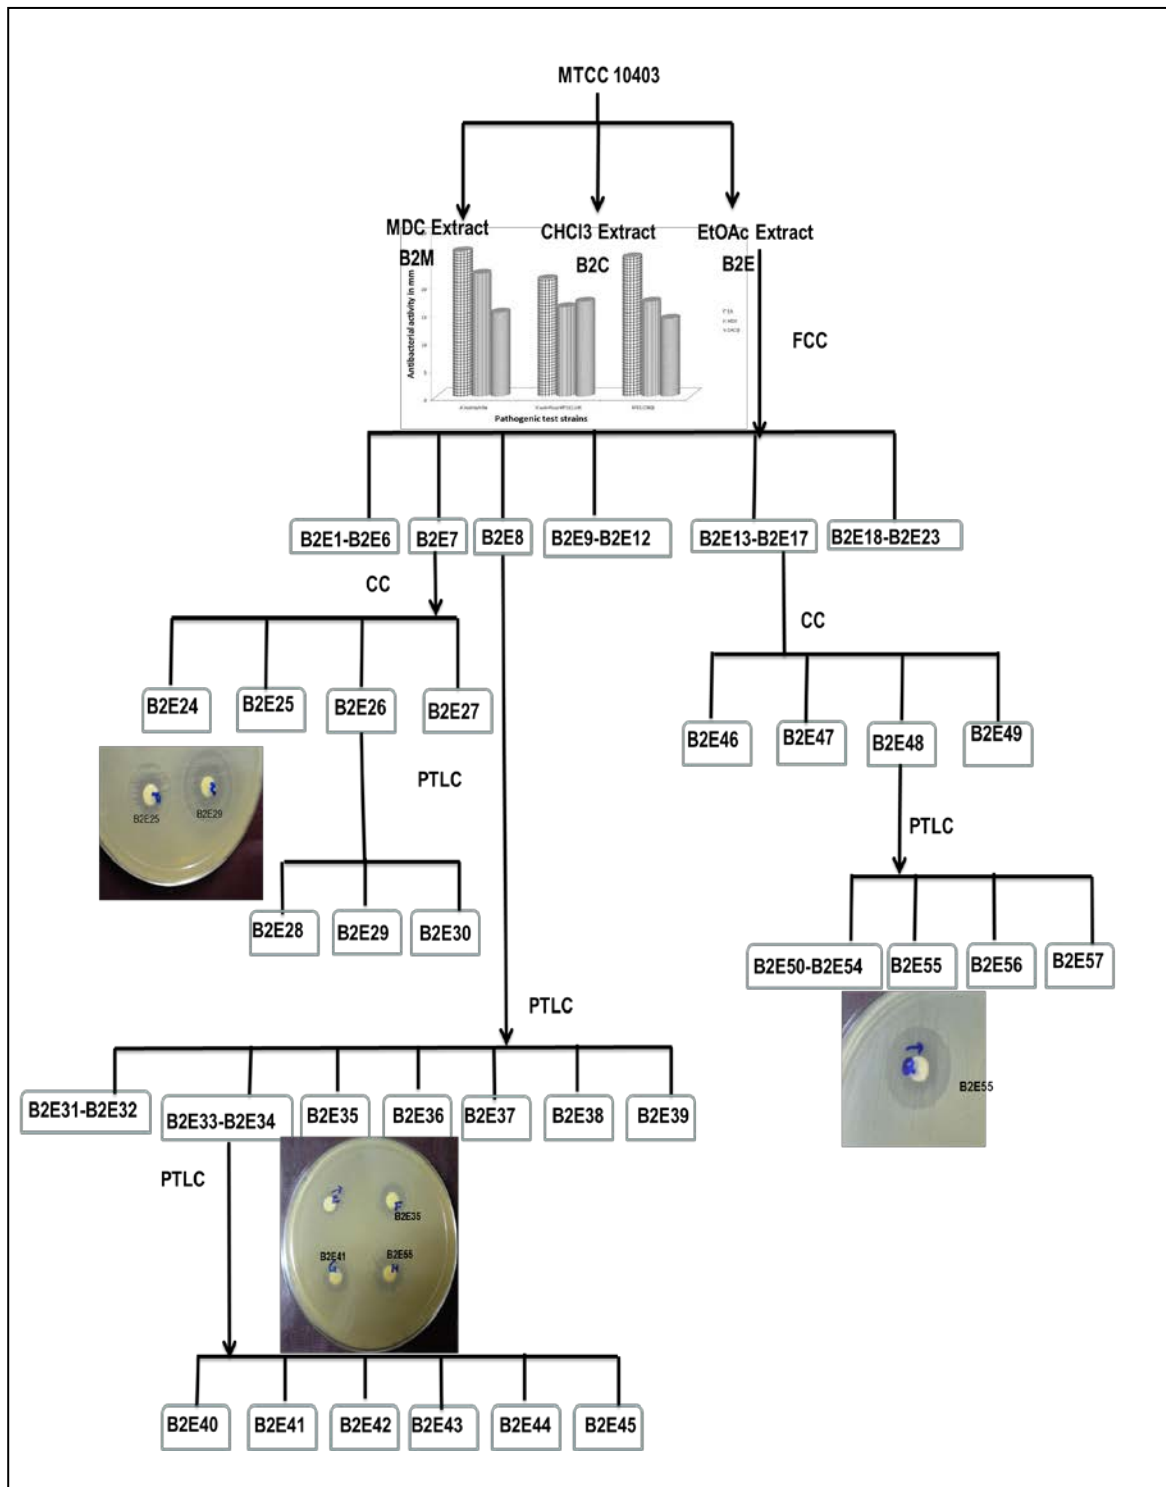 MTCC 10403
MDC Extract
CHCl3 Extract
EtOAc Extract
B2M
B2C
B2E
Antibacterial activity in mm
Pathogenic test strains
FCC
B2E1-B2E6
B2E7
B2E8
B2E9-B2E12
B2E13-B2E17
B2E18-B2E23
CC
CC
B2E24
B2E25
B2E26
B2E27
B2E46
B2E47
B2E48
B2E49
PTLC
B2E25
B2E29
PTLC
B2E28
B2E29
B2E30
B2E50-B2E54
B2E55
B2E56
B2E57
PTLC
B2E55
B2E31-B2E32
B2E33-B2E34
B2E35
B2E36
B2E37
B2E38
B2E39
PTLC
B2E35
B2E41
B2E55
B2E40
B2E41
B2E42
B2E43
B2E44
B2E45